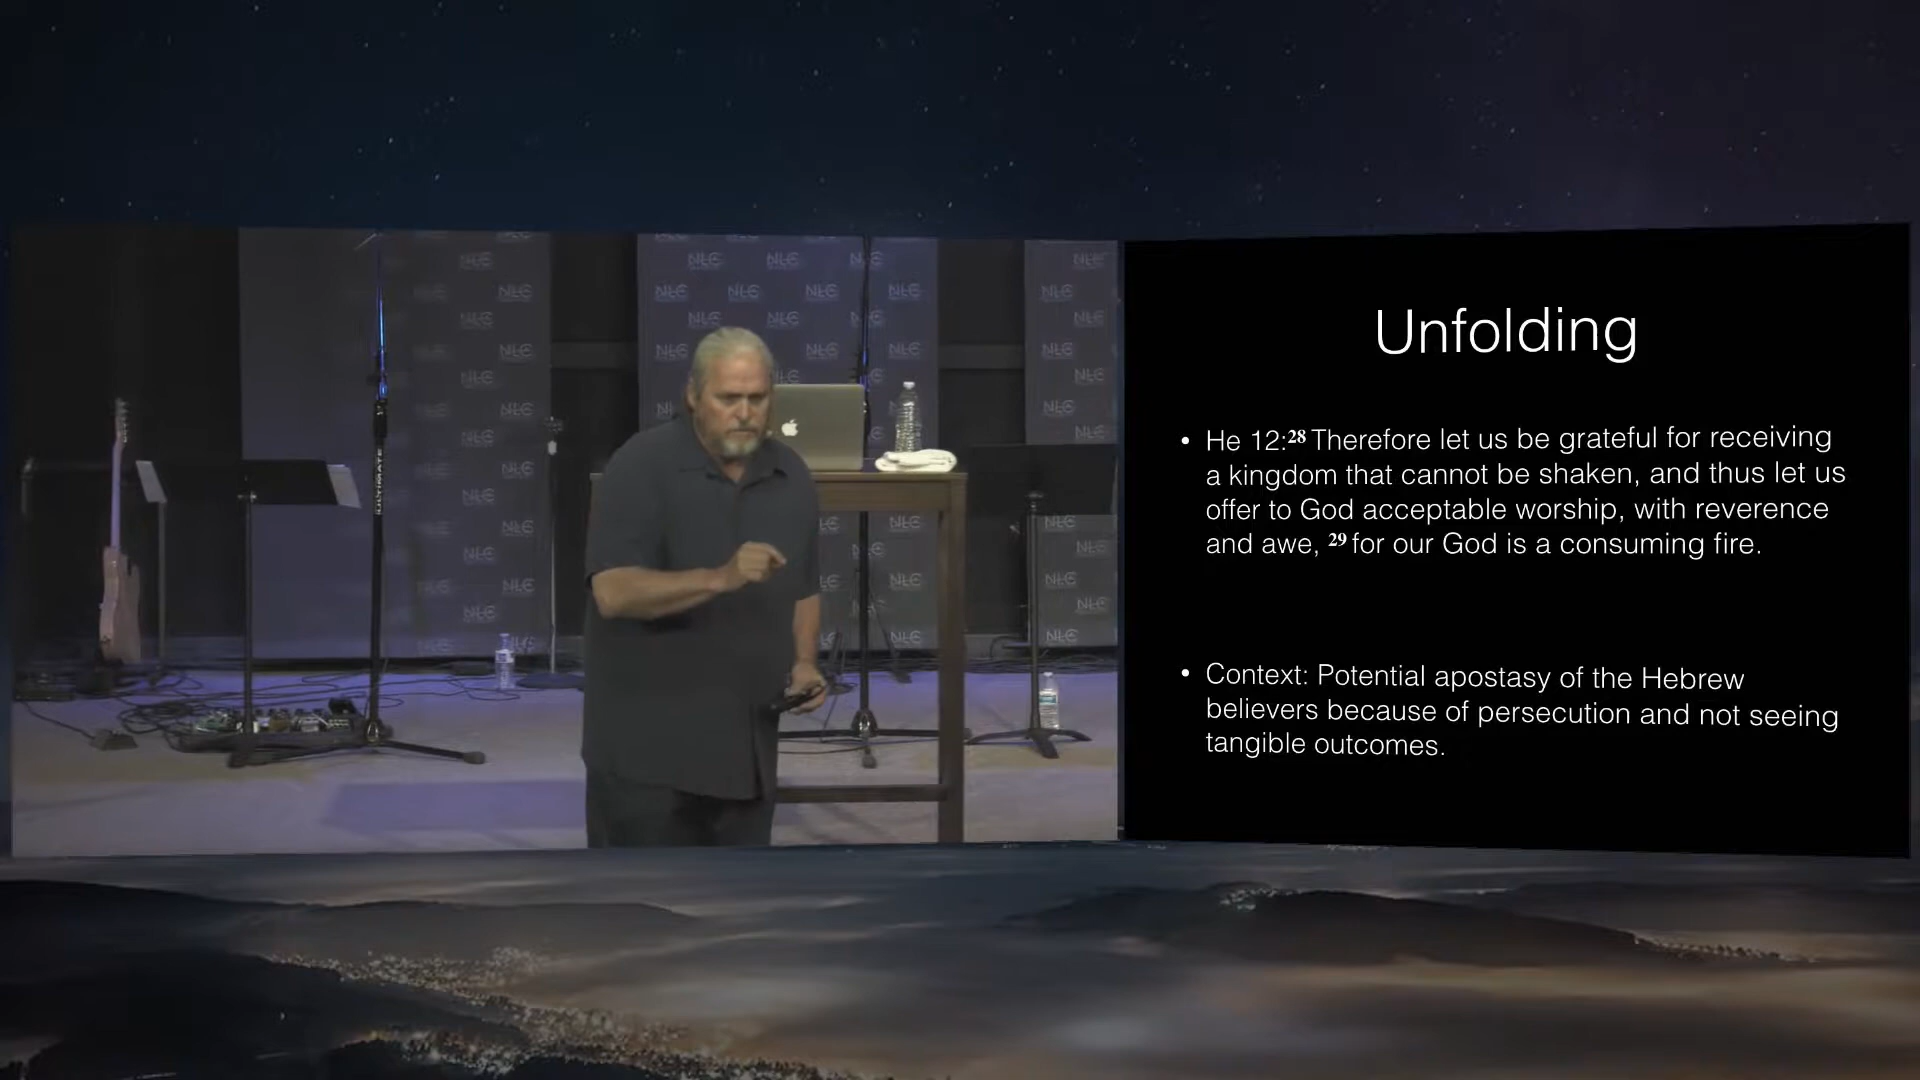 Unfolding
• He 12:28 Therefore let us be grateful for receiving
a kingdom that cannot be shaken, and thus let us
offer to God acceptable worship, with reverence
and awe, 29 for our God is a consuming fire.
• Context: Potential apostasy of the Hebrew
believers because of persecution and not seeing
tangible outcomes.
NLC
ULTIMATE